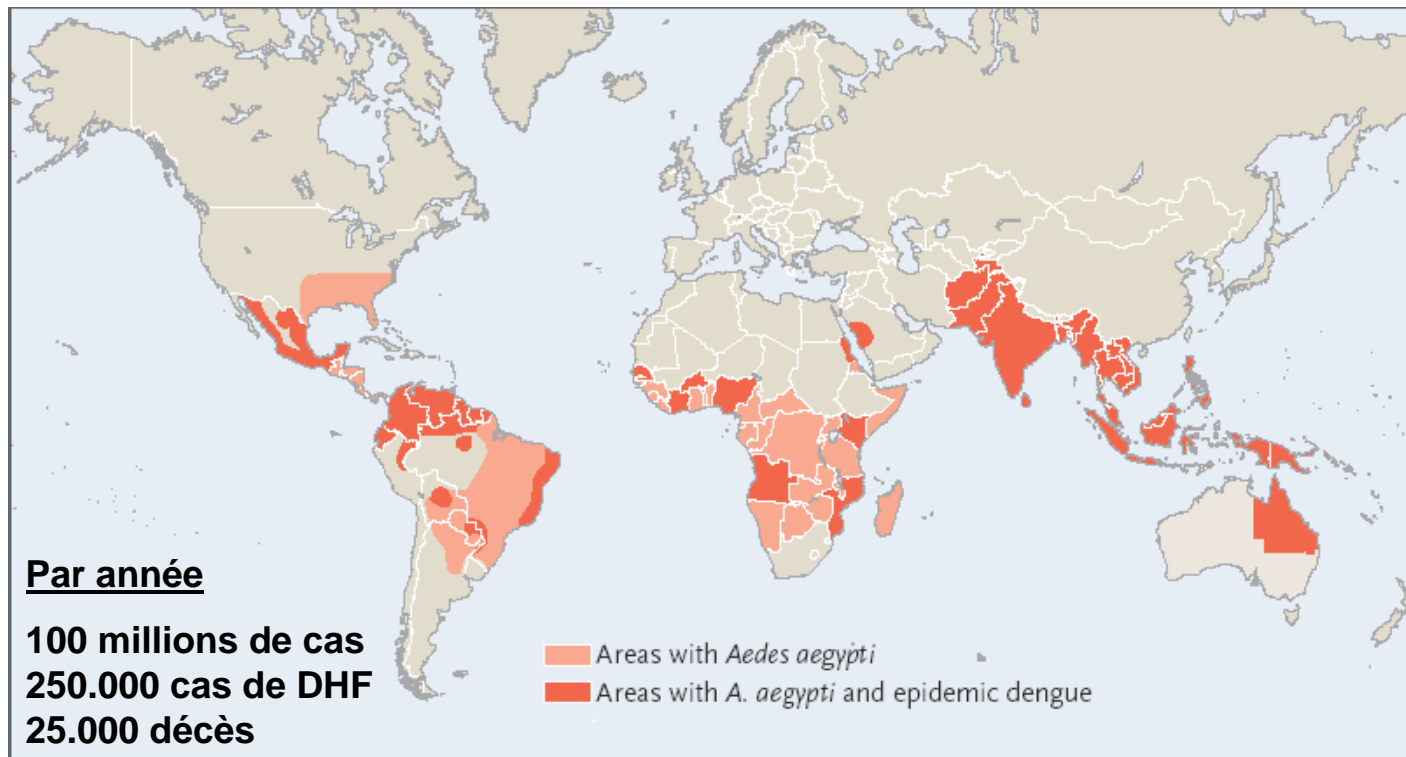 Par année
100 millions de cas
250.000 cas de DHF
25.000 décès
Areas with Aedes aegypti
Areas with A. aegypti and epidemic dengue